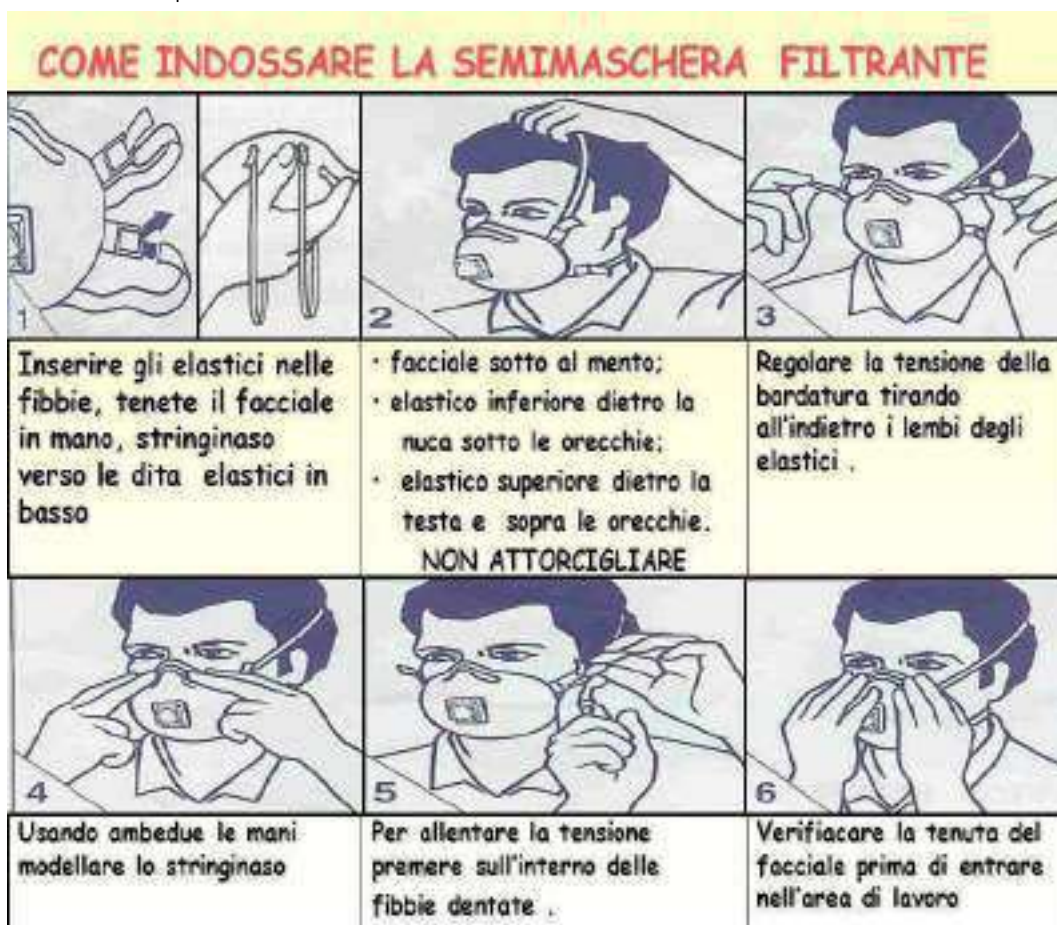 COME INDOSSARE LA SEMIMASCHERA FILTRANTE
1
Inserire gli elastici nelle
fibbie, tenete il facciale
in mano, stringinaso
verso le dita elastici in
basso
2
· facciale sotto al mento;
· elastico inferiore dietro la
nuca sotto le orecchie;
· elastico superiore dietro la
testa e sopra le orecchie.
NON ATTORCIGLIARE
3
Regolare la tensione della
bardatura tirando
all'indietro i lembi degli
elastici .
4
Usando ambedue le mani
modellare lo stringinaso
5
Per allentare la tensione
premere sull'interno delle
fibbie dentate .
6
Verifiacare la tenuta del
facciale prima di entrare
nell'area di lavoro